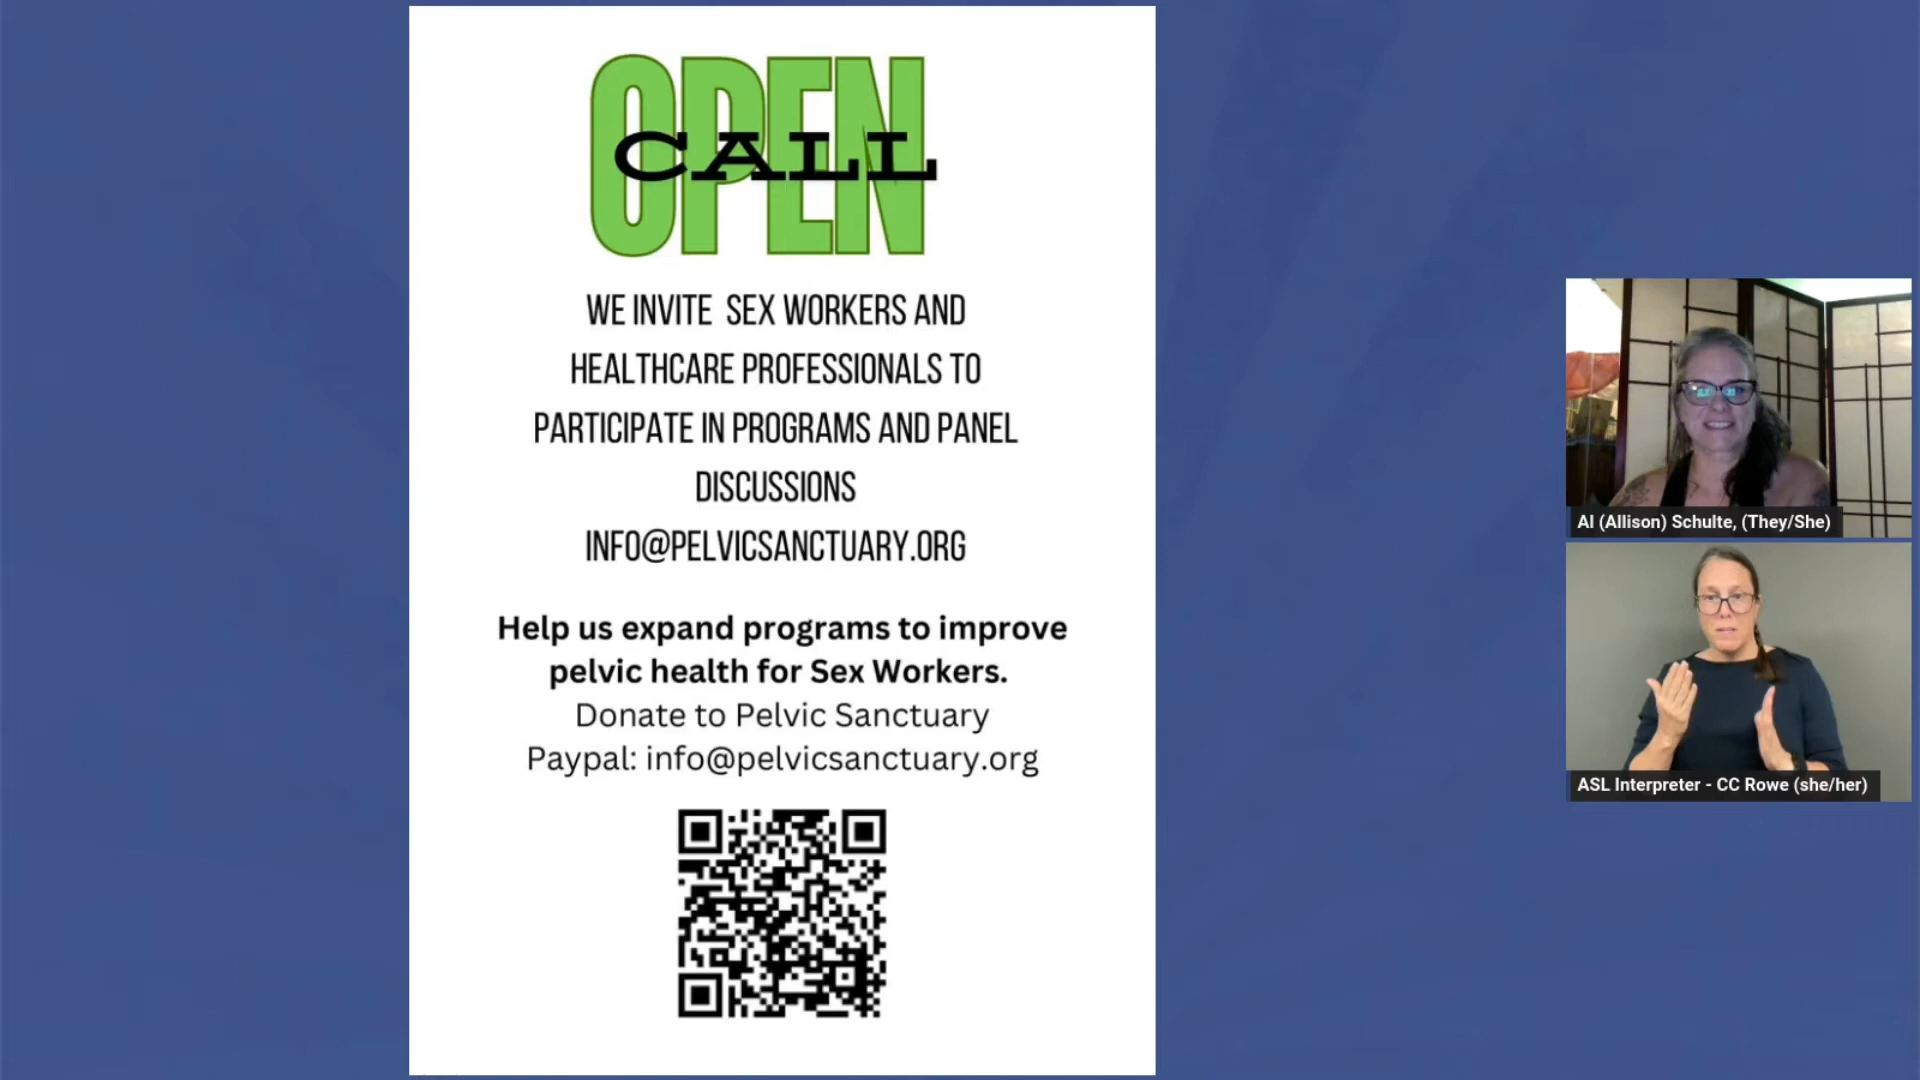 OPEN
CALL
WE INVITE SEX WORKERS AND
HEALTHCARE PROFESSIONALS TO
PARTICIPATE IN PROGRAMS AND PANEL
DISCUSSIONS
INFO@PELVICSANCTUARY.ORG
Help us expand programs to improve
pelvic health for Sex Workers.
Donate to Pelvic Sanctuary
Paypal: info@pelvicsanctuary.org
Al (Allison) Schulte, (They/She)
ASL Interpreter - CC Rowe (she/her)